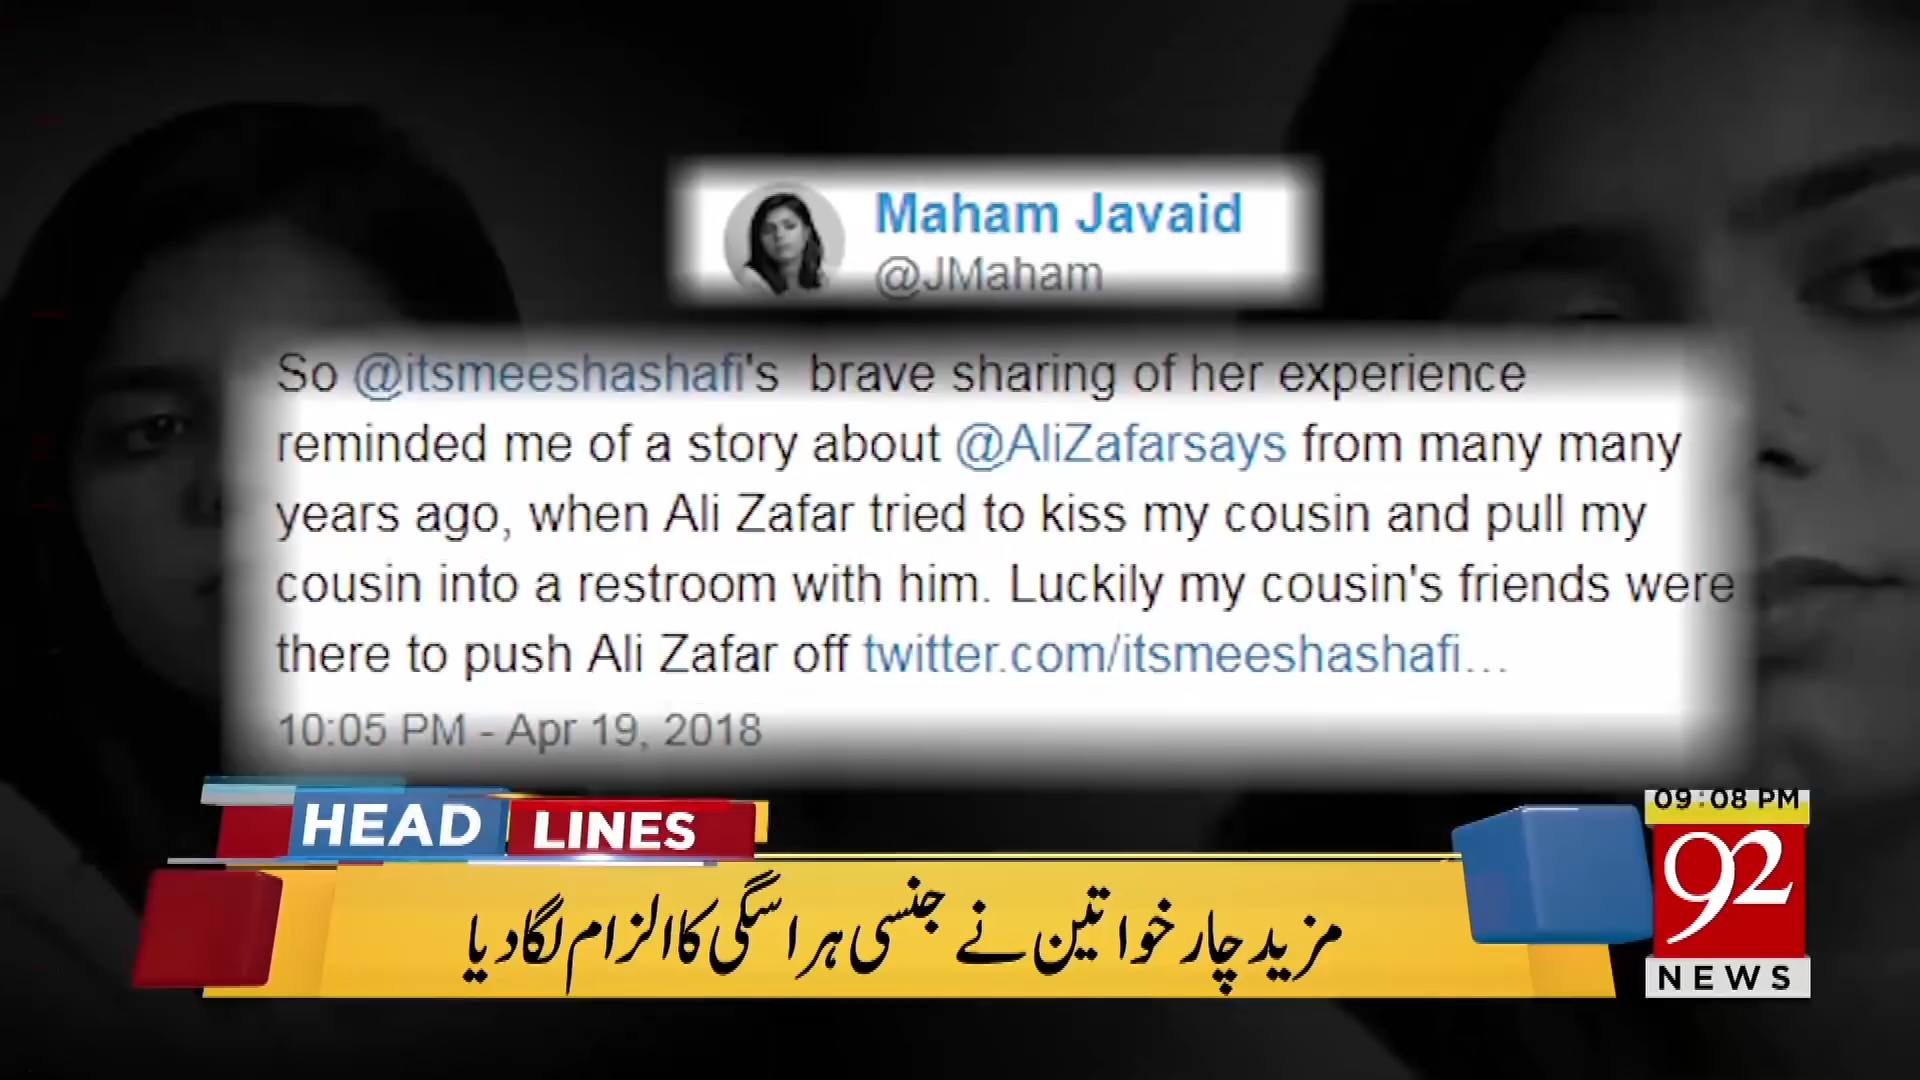 Maham Javaid
@JMaham
So @itsmeeshashafi's brave sharing of her experience
reminded me of a story about @AliZafarsays from many many
years ago, when Ali Zafar tried to kiss my cousin and pull my
cousin into a restroom with him. Luckily my cousin's friends were
there to push Ali Zafar off twitter.com/itsmeeshashafi...
10:05 PM - Apr 19, 2018
HEAD LINES
09:08 PM
92
NEWS
مزید چار خواتین نے جنسی ہراسگی کا الزام لگا دیا